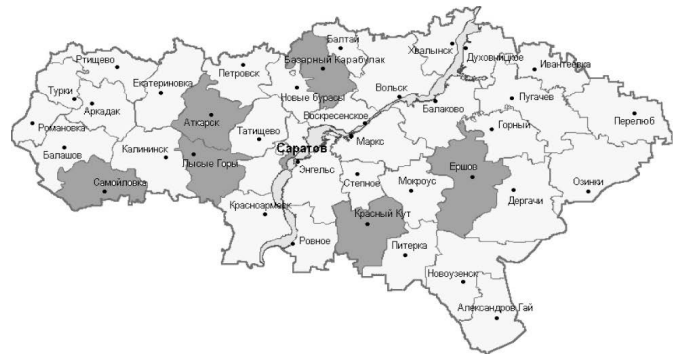 Балтай
Хвалынск
Духовницкое
Ртищево
Базарный Карабулак
Ивантеевка
Петровск
Екатериновка
Турки
Новые бурасы
Вольск
Пугачев
Аркадак
Балаково
Перелюб
Аткарск
Воскресенское
Романовка
Татищево
Горный
Маркс
Балашов
Саратов
Калининск
Лысые Горы
Энгельс
Ершов
Степное
Мокроус
Самойловка
Озинки
Дергачи
Красноармейск
Красный Кут
Ровное
Питерка
Новоузенск
Александров Гай